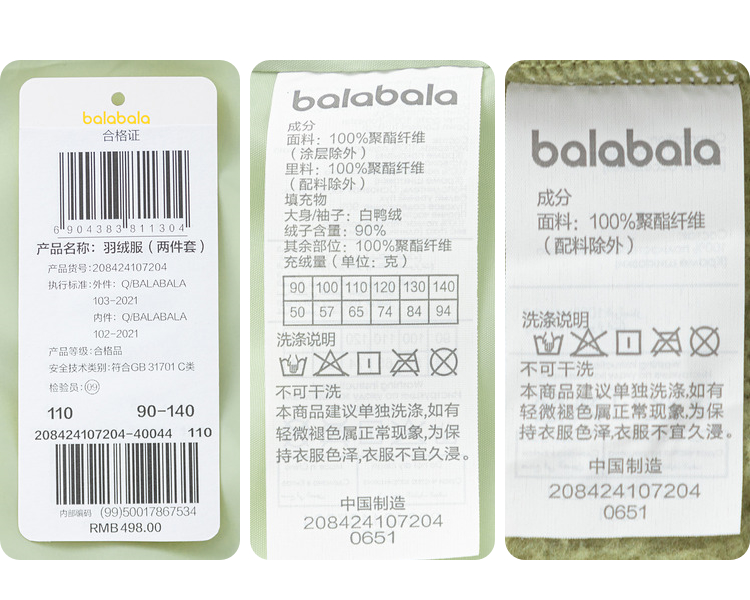 balabala
合格证
6 904383 811304
产品名称：羽绒服（两件套）
产品货号:208424107204
执行标准:外件：Q/BALABALA
103-2021
内件：Q/BALABALA
102-2021
产品等级:合格品
安全技术类别:符合GB 31701 C类
检验员:09
110 90-140
208424107204-40044 110
内部编码 (99)50017867534
RMB498.00
balabala
成分
面料：100%聚酯纤维
（涂层除外）
里料：100%聚酯纤维
（配料除外）
填充物
大身/袖子：白鸭绒
绒子含量：90%
其余部位：100%聚酯纤维
充绒量（单位：克）
90 100 110 120 130 140
50 57 65 74 84 94
洗涤说明
不可干洗
本商品建议单独洗涤,如有
轻微褪色属正常现象,为保
持衣服色泽,衣服不宜久浸。
中国制造
208424107204
0651
balabala
成分
面料：100%聚酯纤维
（配料除外）
洗涤说明
不可干洗
本商品建议单独洗涤,如有
轻微褪色属正常现象,为保
持衣服色泽,衣服不宜久浸。
中国制造
208424107204
0651